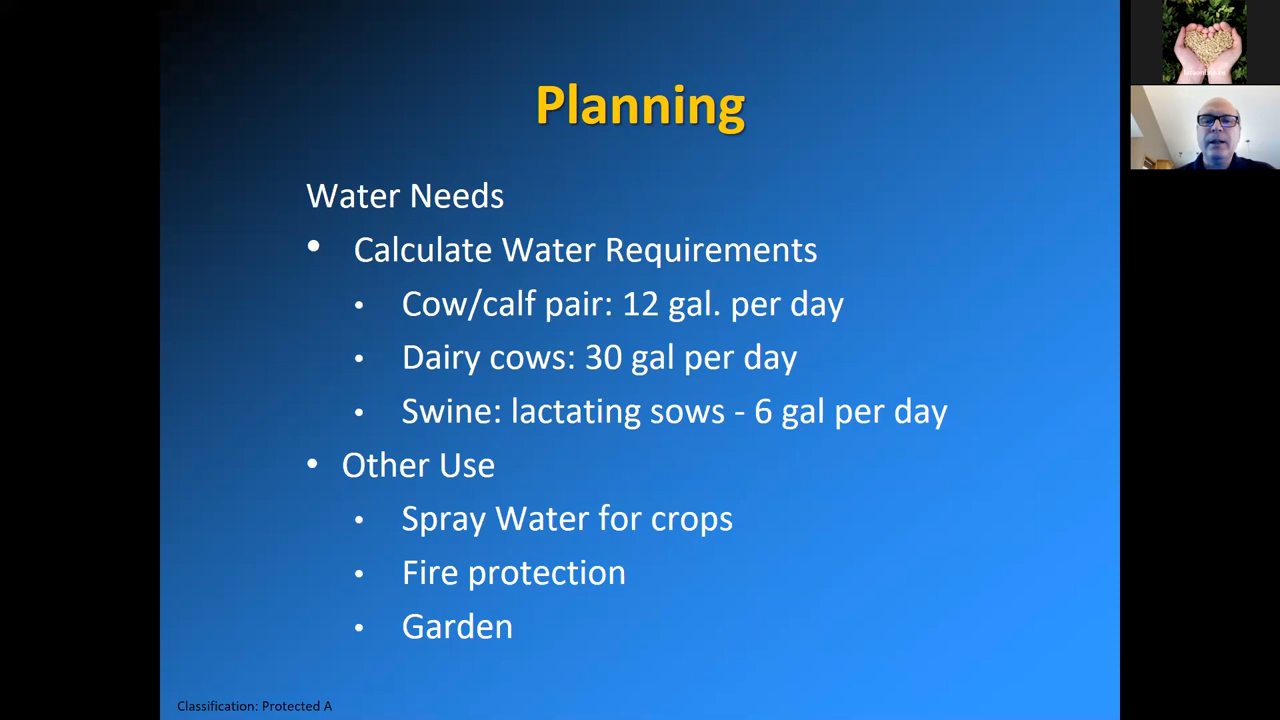 Planning
Water Needs
• Calculate Water Requirements
• Cow/calf pair: 12 gal. per day
• Dairy cows: 30 gal per day
• Swine: lactating sows - 6 gal per day
• Other Use
• Spray Water for crops
• Fire protection
• Garden
Classification: Protected A